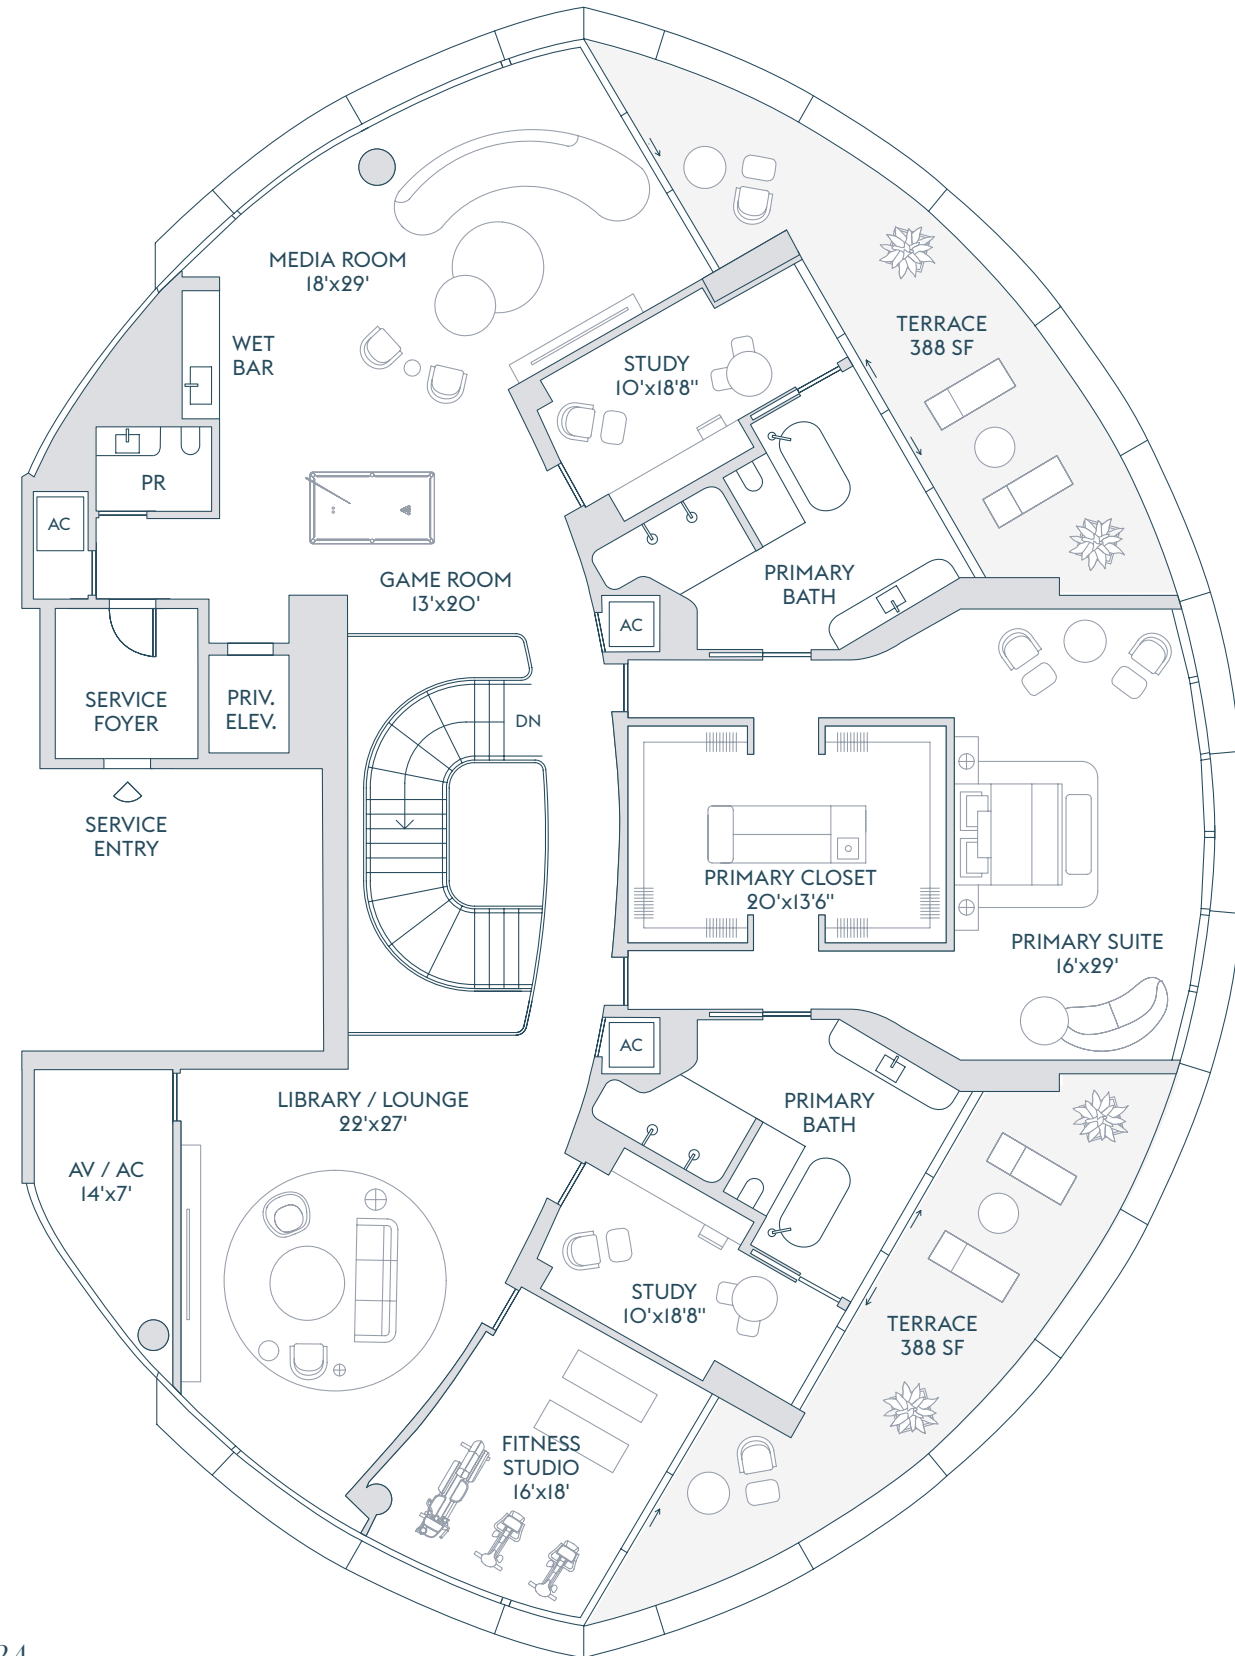 MEDIA ROOM
18'x29'
WET
BAR
STUDY
10'x18'8"
TERRACE
388 SF
PR
AC
GAME ROOM
13'x20'
PRIMARY
BATH
AC
SERVICE
FOYER
PRIV.
ELEV.
DN
SERVICE
ENTRY
PRIMARY CLOSET
20'x13'6"
PRIMARY SUITE
16'x29'
AC
LIBRARY / LOUNGE
22'x27'
PRIMARY
BATH
AV / AC
14'x7'
STUDY
10'x18'8"
TERRACE
388 SF
FITNESS
STUDIO
16'x18'